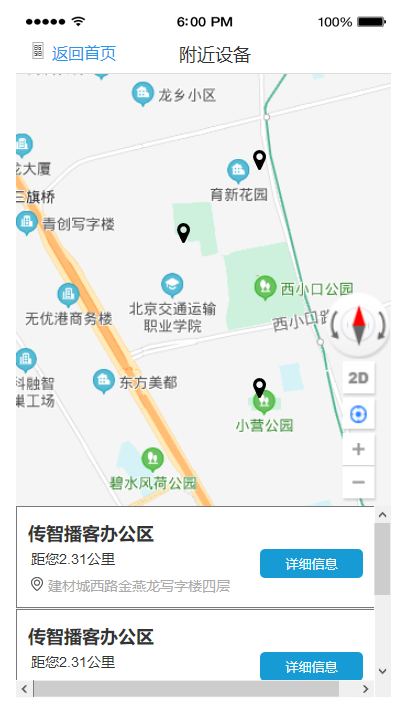 6:00 PM 100%
返回首页 附近设备
龙乡小区
龙大厦
育新花园
三旗桥
青创写字楼
西小口公园
北京交通运输
职业学院
无优港商务楼
西小口路
科融智
巢工场
东方美都
2D
小营公园
碧水风荷公园
传智播客办公区
距您2.31公里
详细信息
建材城西路金燕龙写字楼四层
传智播客办公区
距您2.31公里
详细信息